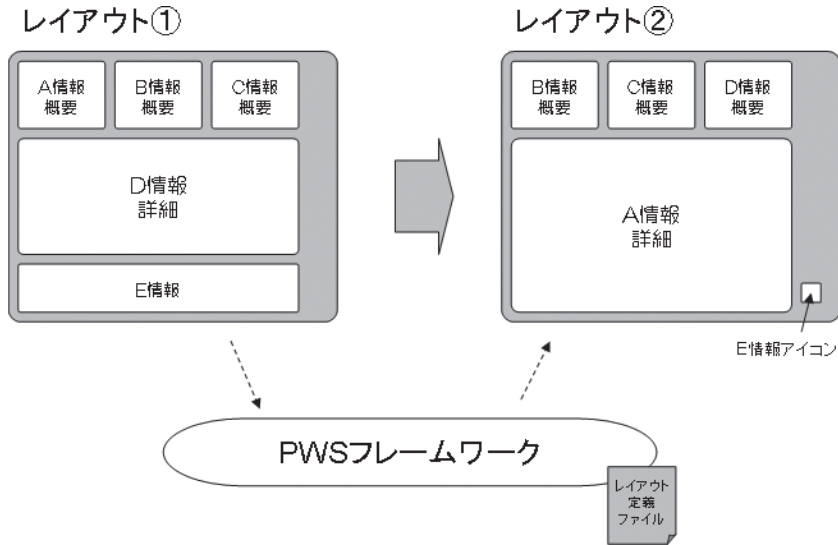 レイアウト①
A情報
概要
B情報
概要
C情報
概要
D情報
詳細
E情報
レイアウト②
B情報
概要
C情報
概要
D情報
概要
A情報
詳細
E情報アイコン
PWSフレームワーク
レイアウト
定義
ファイル